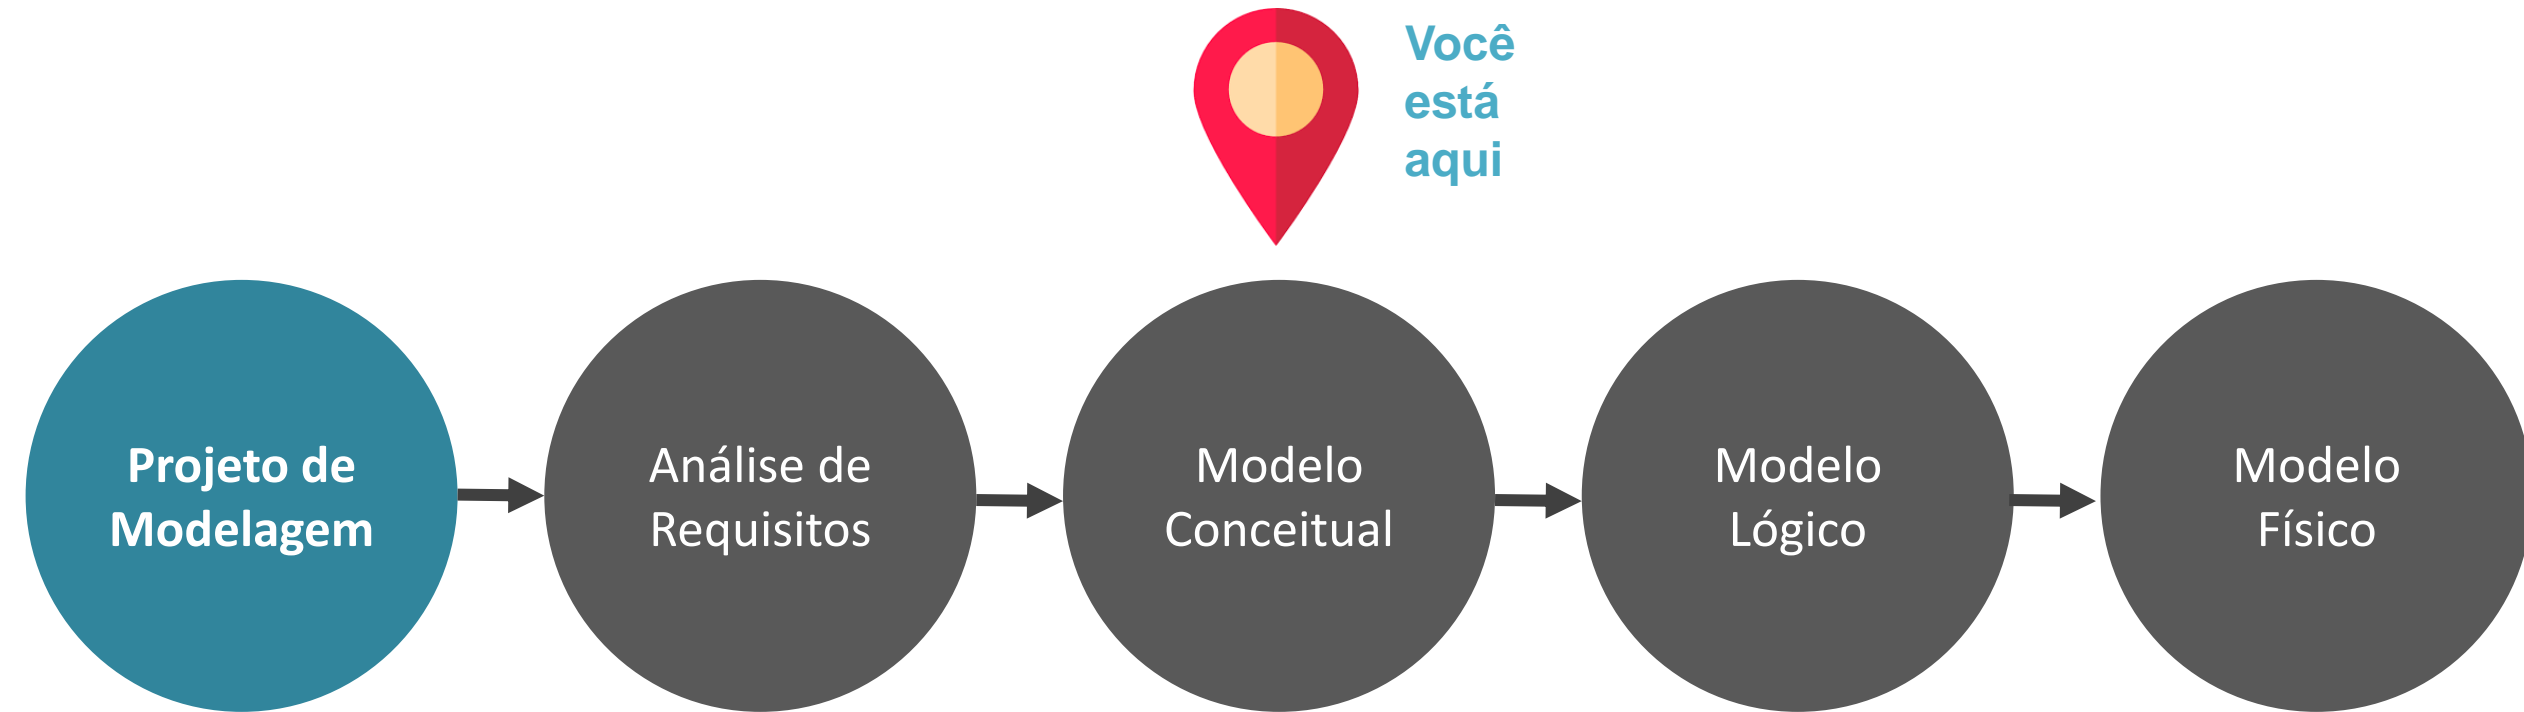 Você
está
aqui
Projeto de
Modelagem
Análise de
Requisitos
Modelo
Conceitual
Modelo
Lógico
Modelo
Físico